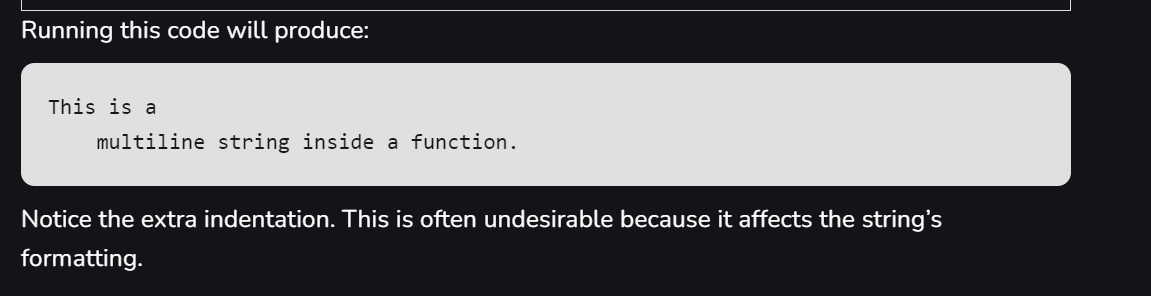 Running this code will produce:
This is a
    multiline string inside a function.
Notice the extra indentation. This is often undesirable because it affects the string’s
formatting.